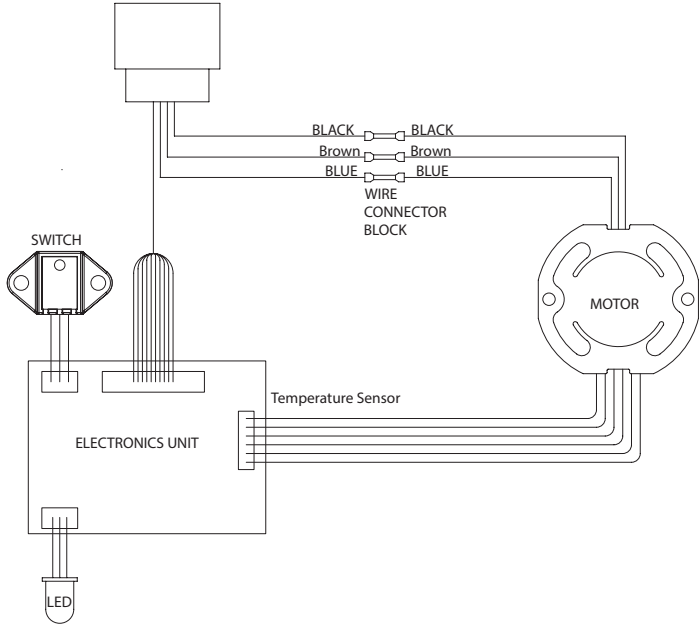 BLACK BLACK
Brown Brown
BLUE BLUE
WIRE
CONNECTOR
BLOCK
SWITCH
MOTOR
Temperature Sensor
ELECTRONICS UNIT
LED